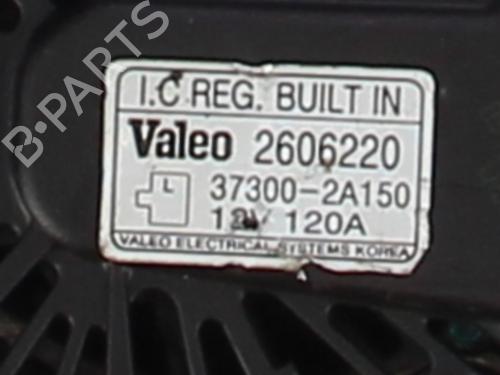 B-PARTS
I.C REG. BUILT IN
Valeo 2606220
L
37300-2A150
12V 120A
VALEO ELECTRICAL SYSTEMS KOREA